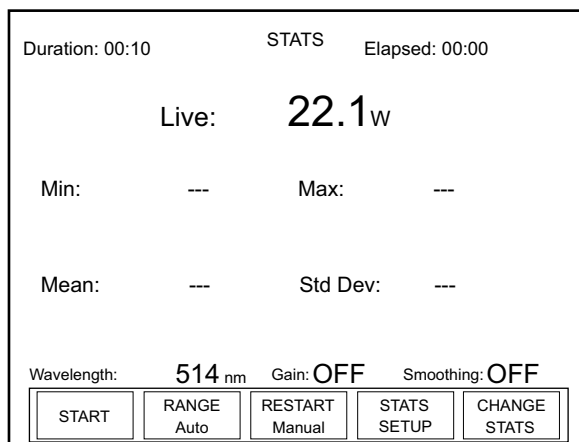 Duration: 00:10 STATS Elapsed: 00:00
Live: 22.1W
Min: --- Max: ---
Mean: --- Std Dev: ---
Wavelength: 514 nm Gain: OFF Smoothing: OFF
START RANGE RESTART STATS CHANGE
Auto Manual SETUP STATS